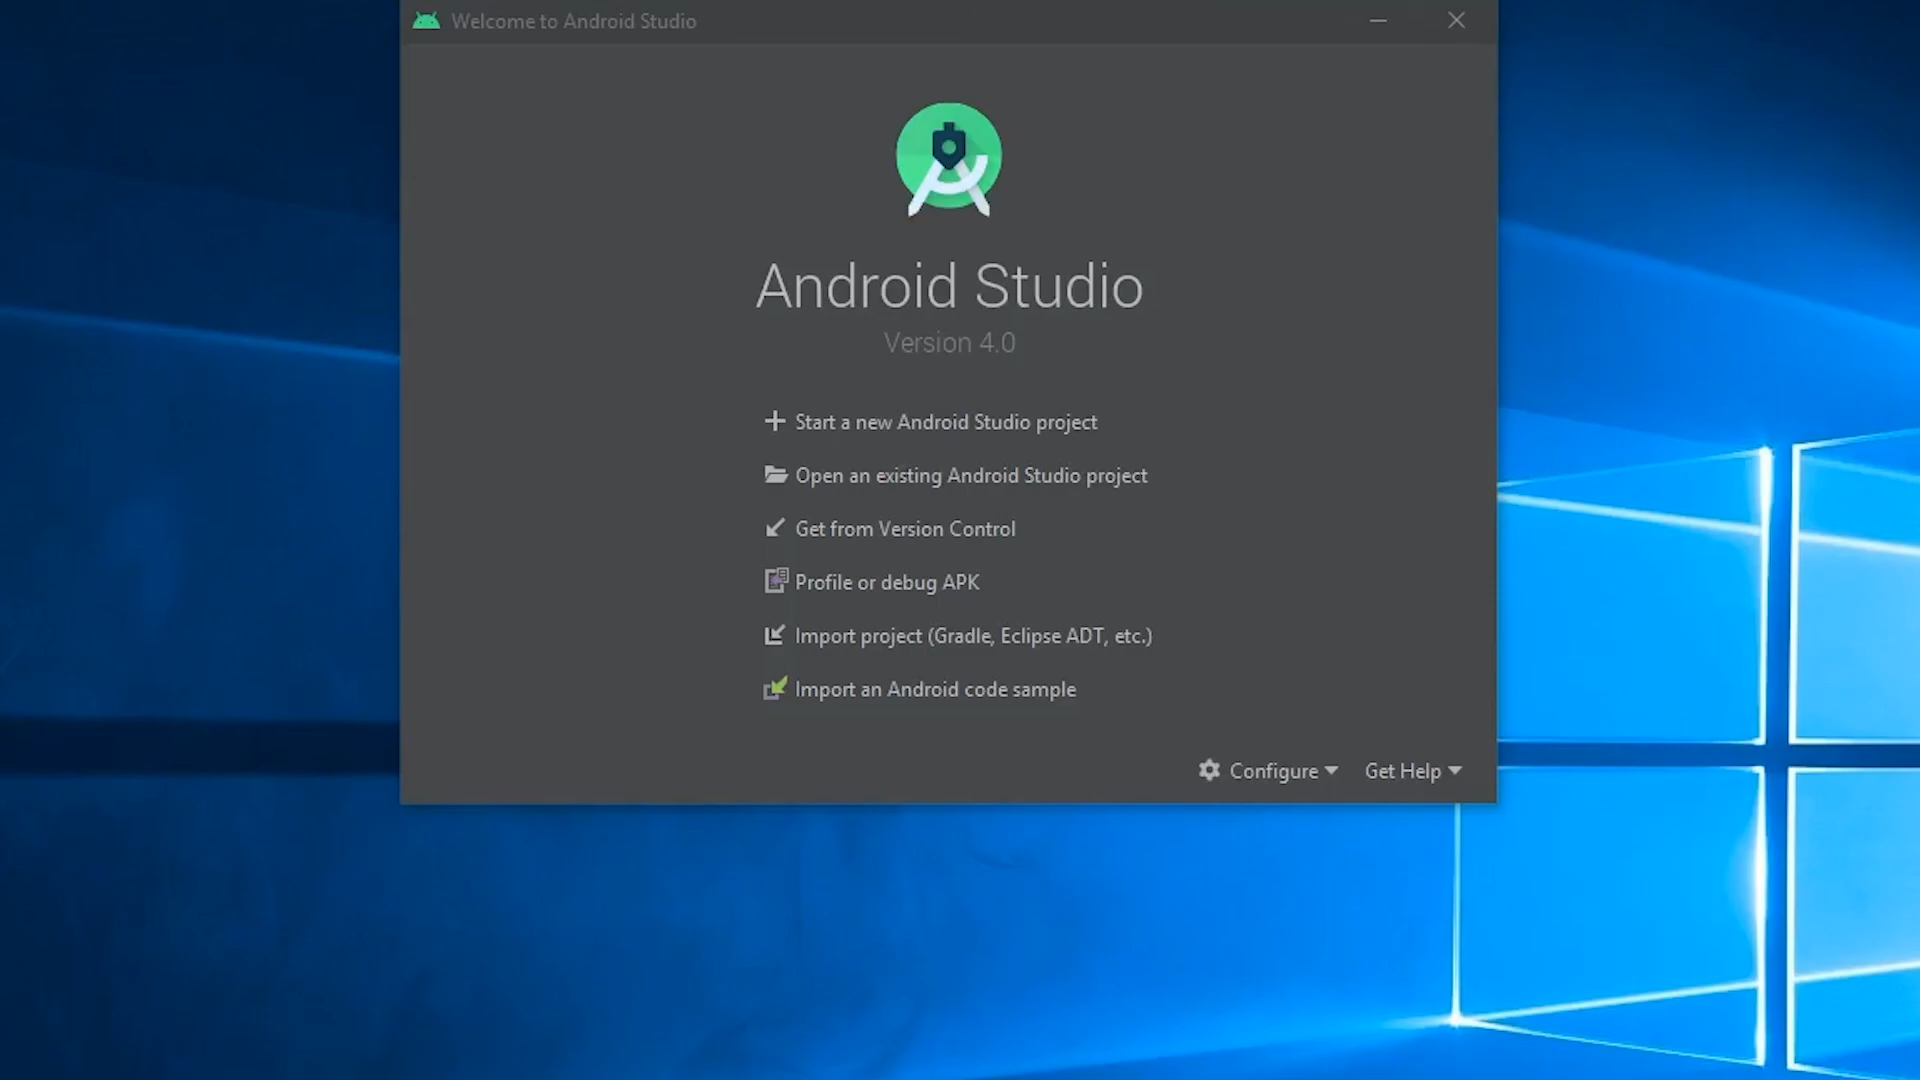 Welcome to Android Studio
Android Studio
Version 4.0
Start a new Android Studio project
Open an existing Android Studio project
Get from Version Control
Profile or debug APK
Import project (Gradle, Eclipse ADT, etc.)
Import an Android code sample
Configure Get Help